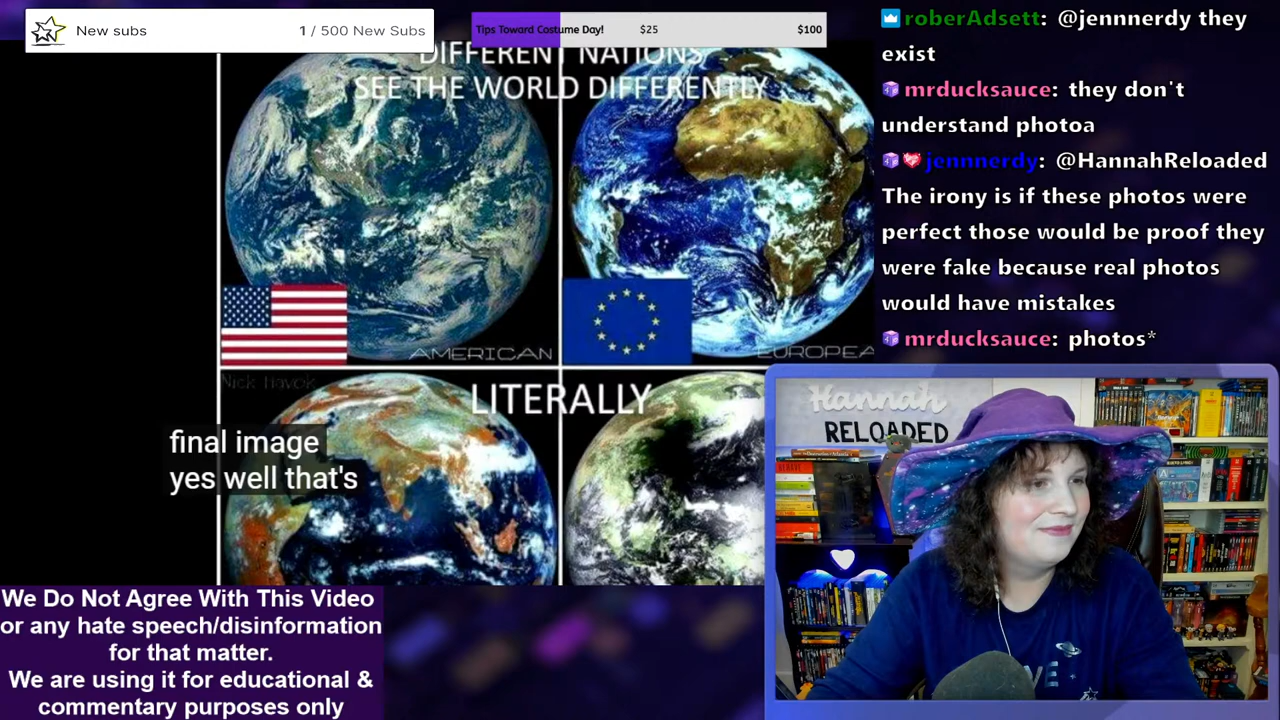 New subs
1 / 500 New Subs
Tips Toward Costume Day!
$25
$100
DIFFERENT NATIONS
SEE THE WORLD DIFFERENTLY
AMERICAN
EUROPEA
Nick Havok
LITERALLY
final image
yes well that's
We Do Not Agree With This Video
or any hate speech/disinformation
for that matter.
We are using it for educational &
commentary purposes only
roberAdsett: @jennnerdy they
exist
mrducksauce: they don't
understand photoa
jennnerdy: @HannahReloaded
The irony is if these photos were
perfect those would be proof they
were fake because real photos
would have mistakes
mrducksauce: photos*
Hannah
RELOADED